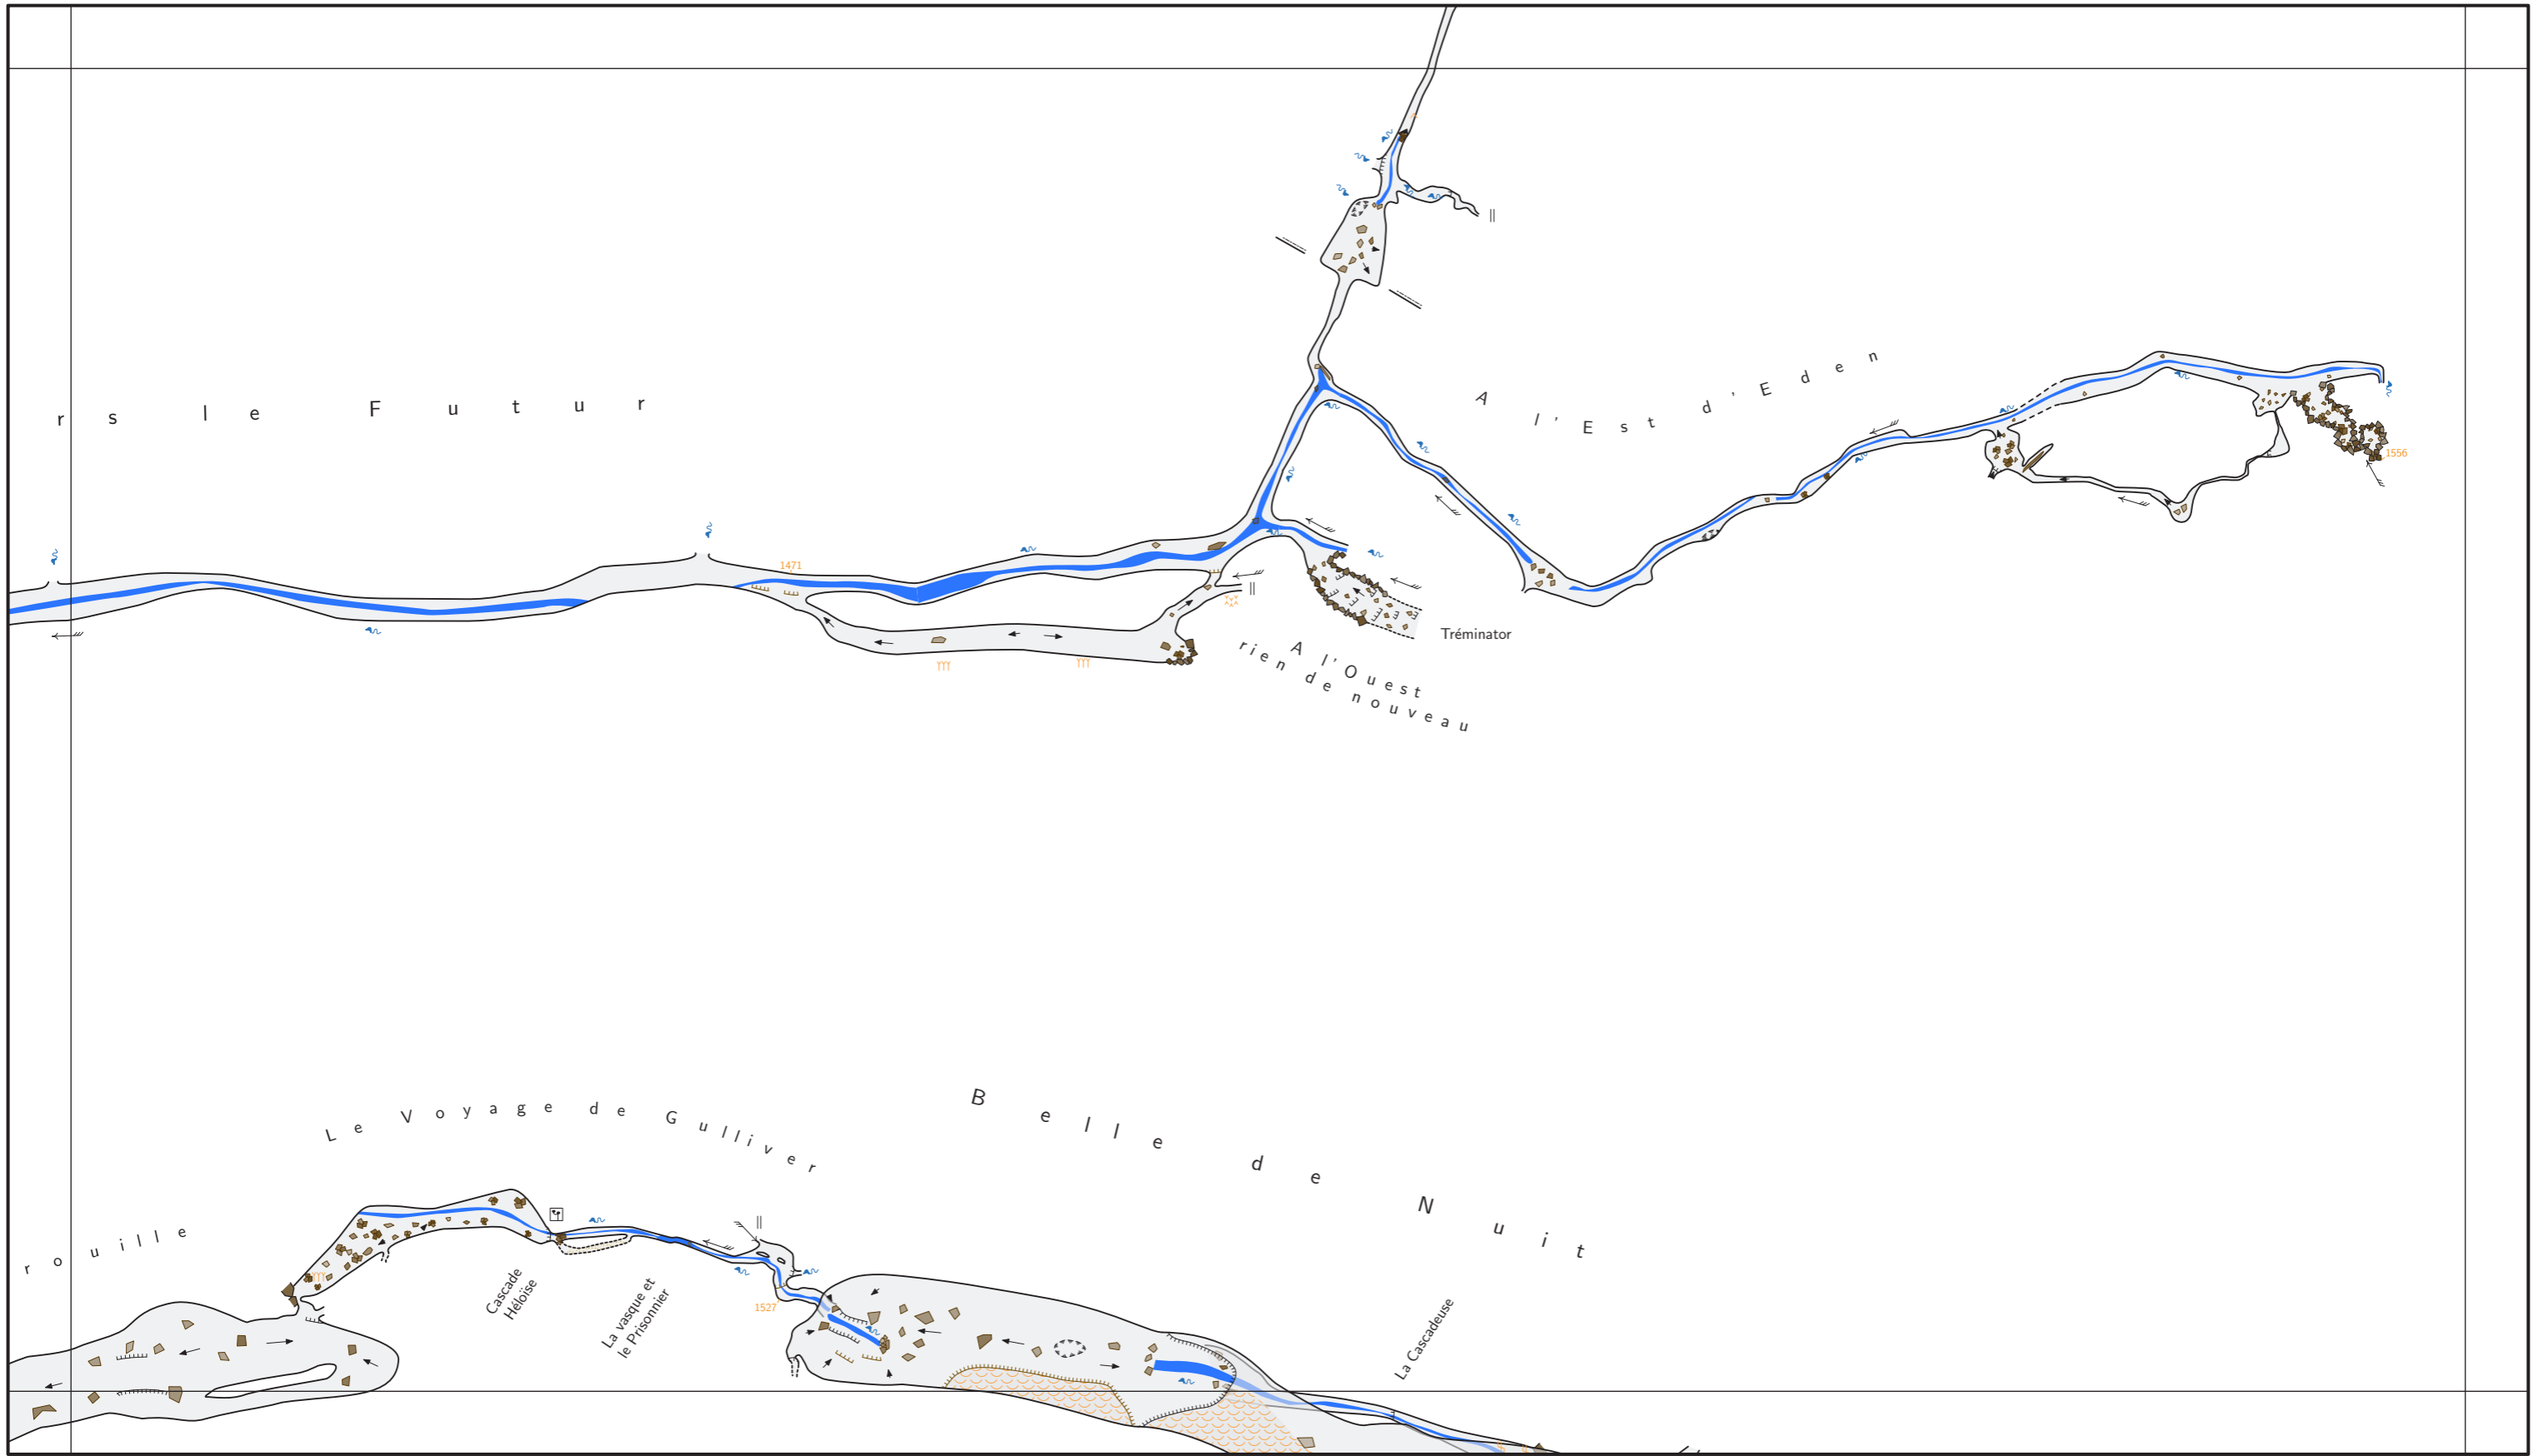 A l'Est d'Eden
rs le Futur
1556
1471
Tréminator
A l'Ouest
rien de nouveau
Belle de Nuit
Le Voyage de Gulliver
rouille
Cascade
Héloïse
La vasque et
le Prisonnier
1527
La Cascadeuse